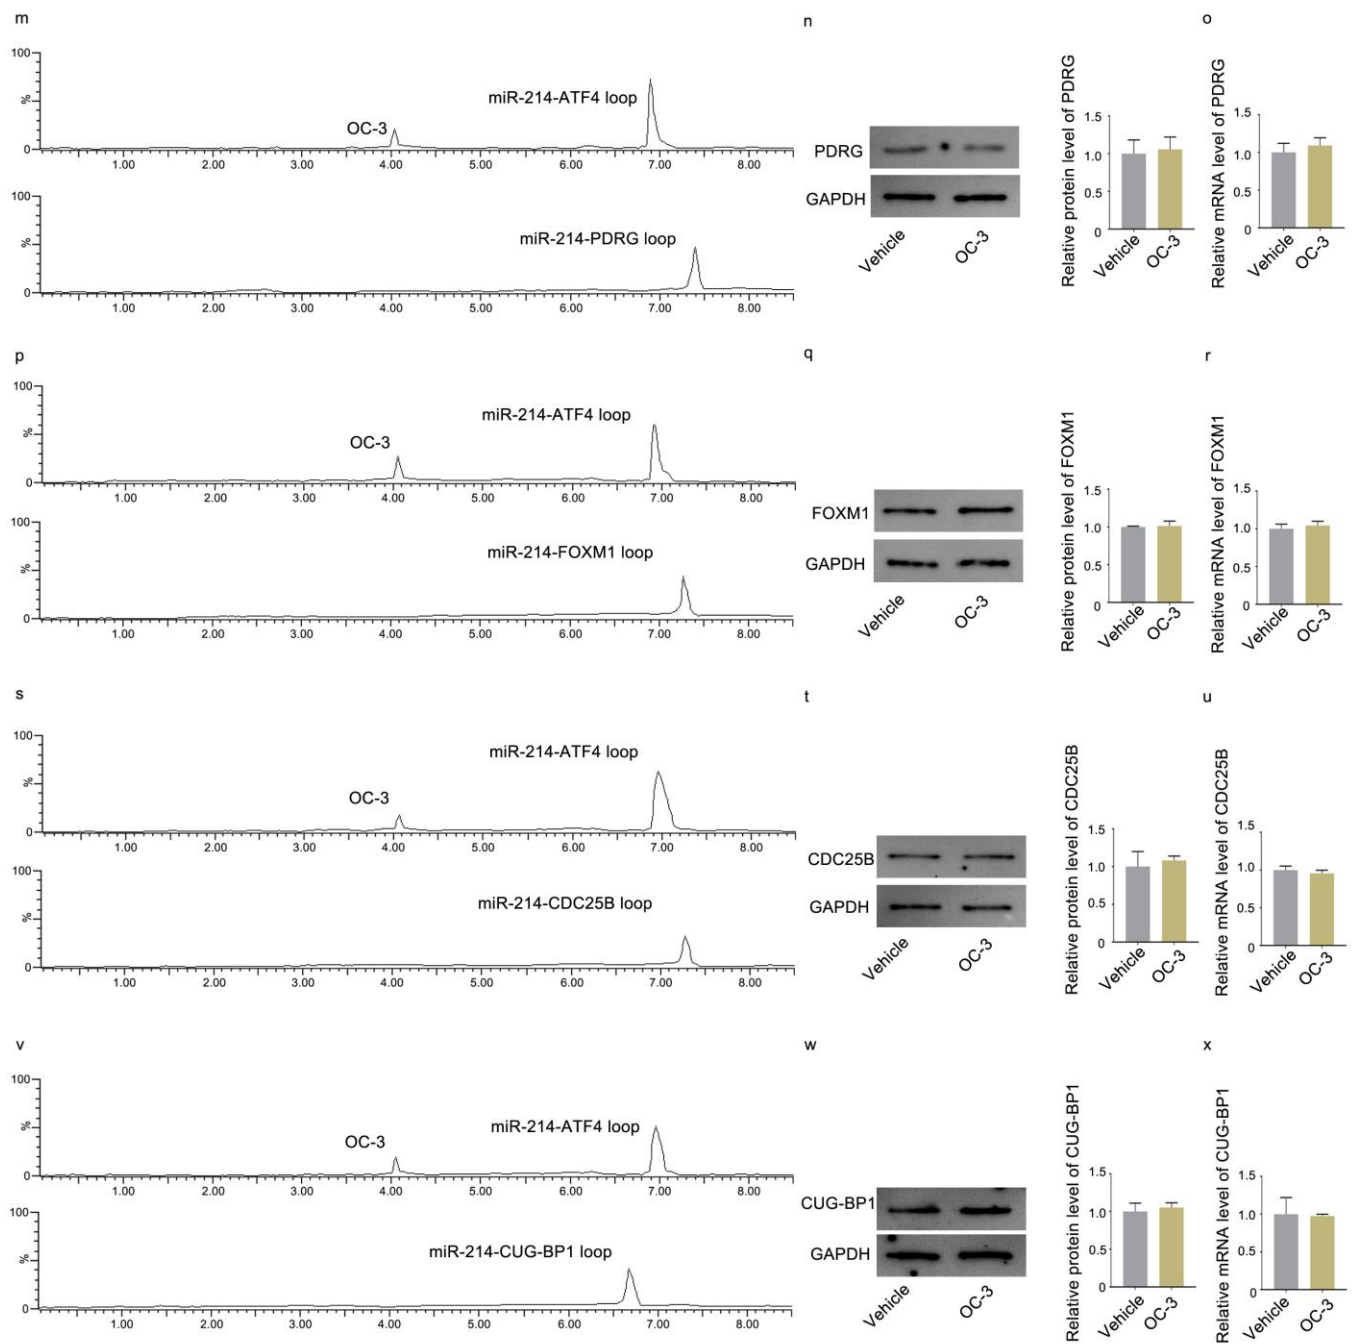 m
100
%
0
OC-3
miR-214-ATF4 loop
1.00 2.00 3.00 4.00 5.00 6.00 7.00 8.00
100
%
0
miR-214-PDRG loop
1.00 2.00 3.00 4.00 5.00 6.00 7.00 8.00
n
PDRG
GAPDH
Vehicle OC-3
Relative protein level of PDRG
1.5
1.0
0.5
0
Vehicle OC-3
o
Relative mRNA level of PDRG
1.5
1.0
0.5
0
Vehicle OC-3
p
100
%
0
OC-3
miR-214-ATF4 loop
1.00 2.00 3.00 4.00 5.00 6.00 7.00 8.00
100
%
0
miR-214-FOXM1 loop
1.00 2.00 3.00 4.00 5.00 6.00 7.00 8.00
q
FOXM1
GAPDH
Vehicle OC-3
Relative protein level of FOXM1
1.5
1.0
0.5
0
Vehicle OC-3
r
Relative mRNA level of FOXM1
1.5
1.0
0.5
0
Vehicle OC-3
s
100
%
0
OC-3
miR-214-ATF4 loop
1.00 2.00 3.00 4.00 5.00 6.00 7.00 8.00
100
%
0
miR-214-CDC25B loop
1.00 2.00 3.00 4.00 5.00 6.00 7.00 8.00
t
CDC25B
GAPDH
Vehicle OC-3
Relative protein level of CDC25B
1.5
1.0
0.5
0
Vehicle OC-3
u
Relative mRNA level of CDC25B
1.5
1.0
0.5
0
Vehicle OC-3
v
100
%
0
OC-3
miR-214-ATF4 loop
1.00 2.00 3.00 4.00 5.00 6.00 7.00 8.00
100
%
0
miR-214-CUG-BP1 loop
1.00 2.00 3.00 4.00 5.00 6.00 7.00 8.00
w
CUG-BP1
GAPDH
Vehicle OC-3
Relative protein level of CUG-BP1
1.5
1.0
0.5
0
Vehicle OC-3
x
Relative mRNA level of CUG-BP1
1.5
1.0
0.5
0
Vehicle OC-3